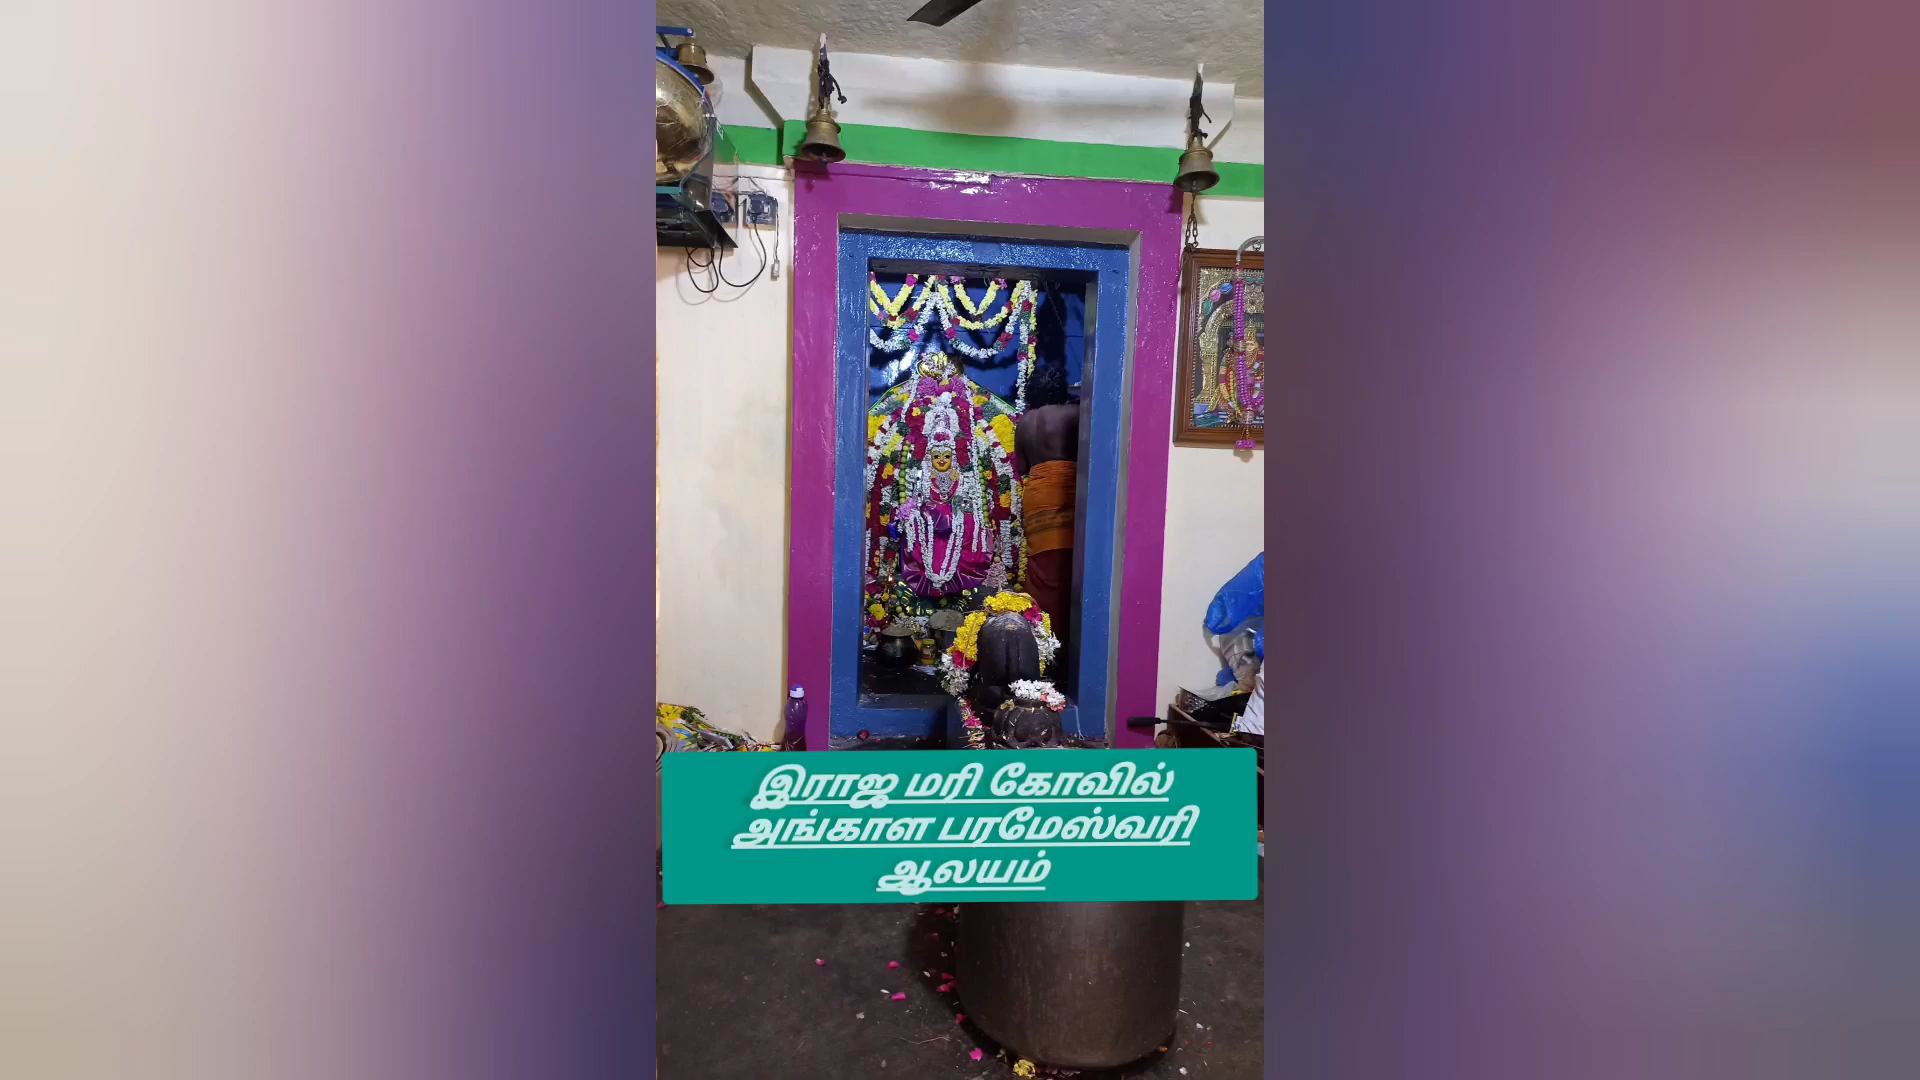 இராஜ மரி கோவில்
அங்காள பரமேஸ்வரி
ஆலயம்